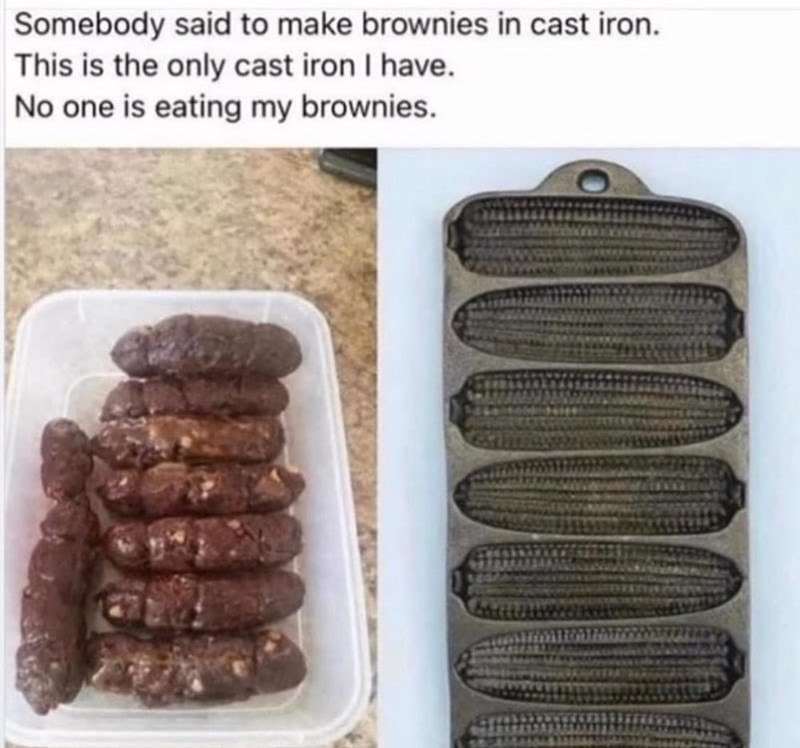 Somebody said to make brownies in cast iron.
This is the only cast iron I have.
No one is eating my brownies.